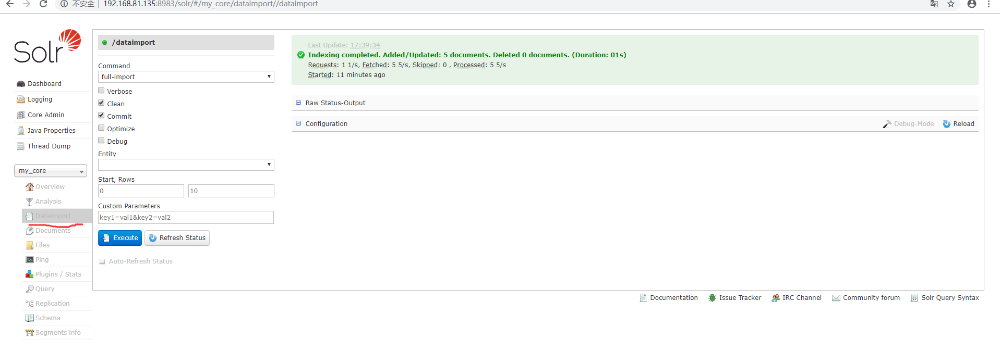 不安全 192.168.81.135:8983/solr/#/my_core/dataimport//dataimport
Solr
Dashboard
Logging
Core Admin
Java Properties
Thread Dump
my_core
Overview
Analysis
Dataimport
Documents
Files
Ping
Plugins / Stats
Query
Replication
Schema
Segments info
/dataimport
Command
full-import
Verbose
Clean
Commit
Optimize
Debug
Entity
Start, Rows
0 10
Custom Parameters
key1=val1&key2=val2
Execute Refresh Status
Auto-Refresh Status
Last Update: 17:39:34
Indexing completed. Added/Updated: 5 documents. Deleted 0 documents. (Duration: 01s)
Requests: 1 1/s, Fetched: 5 5/s, Skipped: 0 , Processed: 5 5/s
Started: 11 minutes ago
Raw Status-Output
Configuration Debug-Mode Reload
Documentation Issue Tracker IRC Channel Community forum Solr Query Syntax